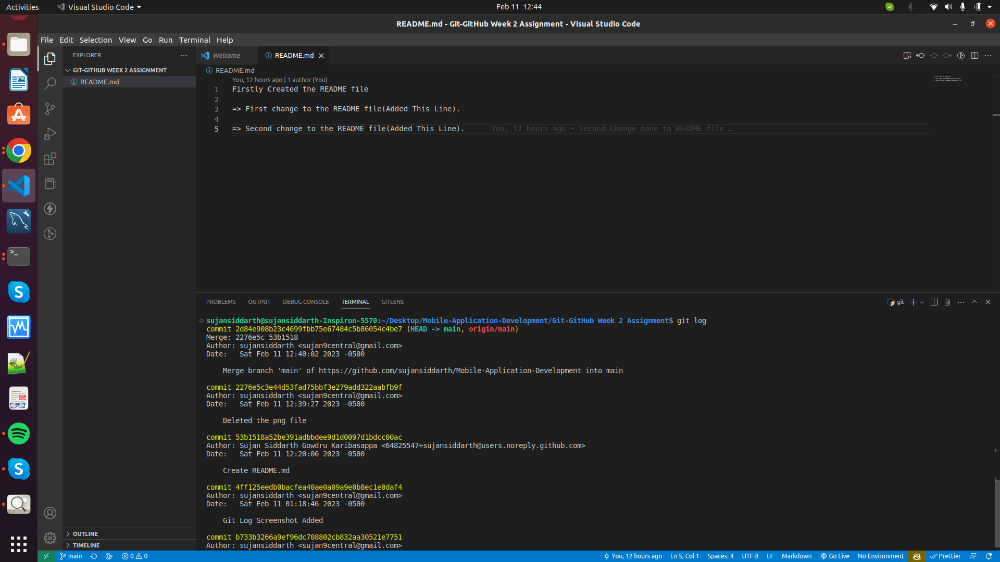 Activities
Visual Studio Code
Feb 11 12:44
README.md - Git-GitHub Week 2 Assignment - Visual Studio Code
File Edit Selection View Go Run Terminal Help
EXPLORER
GIT-GITHUB WEEK 2 ASSIGNMENT
README.md
OUTLINE
TIMELINE
Welcome
README.md
README.md
You, 12 hours ago | 1 author (You)
1 Firstly Created the README file
2
3 => First change to the README file(Added This Line).
4
5 => Second change to the README file(Added This Line). You, 12 hours ago • Second Change done to README file …
PROBLEMS OUTPUT DEBUG CONSOLE TERMINAL GITLENS
git
sujansiddarth@sujansiddarth-Inspiron-5570:~/Desktop/Mobile-Application-Development/Git-GitHub Week 2 Assignment$ git log
commit 2d84e908b23c4699fbb75e67484c5b86054c4be7 (HEAD -> main, origin/main)
Merge: 2276e5c 53b1518
Author: sujansiddarth <sujan9central@gmail.com>
Date:   Sat Feb 11 12:40:02 2023 -0500
Merge branch 'main' of https://github.com/sujansiddarth/Mobile-Application-Development into main
commit 2276e5c3e44d53fad75bbf3e279add322aabfb9f
Author: sujansiddarth <sujan9central@gmail.com>
Date:   Sat Feb 11 12:39:27 2023 -0500
Deleted the png file
commit 53b1518a52be391adbbdee9d1d0097d1bdcc00ac
Author: Sujan Siddarth Gowdru Karibasappa <64825547+sujansiddarth@users.noreply.github.com>
Date:   Sat Feb 11 12:20:06 2023 -0500
Create README.md
commit 4ff125eedb0bacfea40ae0a09a9e0b8ec1e0daf4
Author: sujansiddarth <sujan9central@gmail.com>
Date:   Sat Feb 11 01:18:46 2023 -0500
Git Log Screenshot Added
commit b733b3266a9ef96dc708802cb832aa30521e7751
Author: sujansiddarth <sujan9central@gmail.com>
main
0 0
You, 12 hours ago
Ln 5, Col 1
Spaces: 4
UTF-8
LF
Markdown
Go Live
No Environment
Prettier